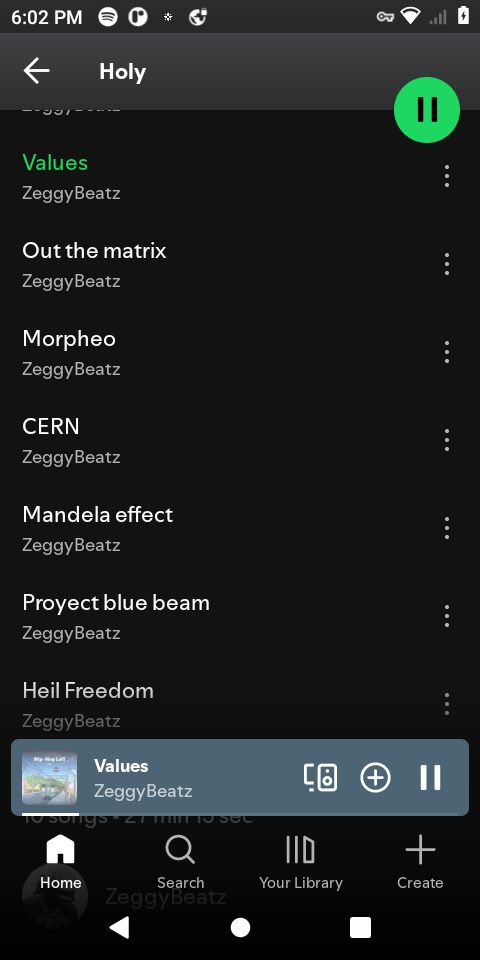 6:02 PM
Holy
ZeggyBeatz
Values
ZeggyBeatz
Out the matrix
ZeggyBeatz
Morpheo
ZeggyBeatz
CERN
ZeggyBeatz
Mandela effect
ZeggyBeatz
Proyect blue beam
ZeggyBeatz
Heil Freedom
ZeggyBeatz
Hip-Hop Lofi
Values
ZeggyBeatz
10 songs • 27 min 15 sec
Home
Search
Your Library
Create
ZeggyBeatz